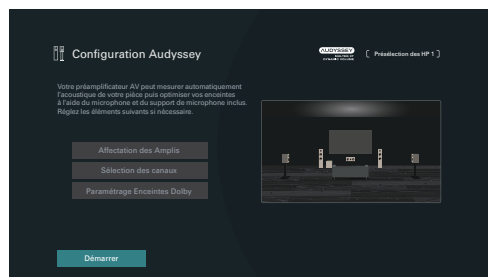 Configuration Audyssey
AUDYSSEY
DYNAMIC VOLUME
[ Présélection des HP 1 ]
Votre préamplificateur AV peut mesurer automatiquement
l'acoustique de votre pièce puis optimiser vos enceintes
à l'aide du microphone et du support de microphone inclus.
Réglez les éléments suivants si nécessaire.
Affectation des Amplis
Sélection des canaux
Paramétrage Enceintes Dolby
Démarrer